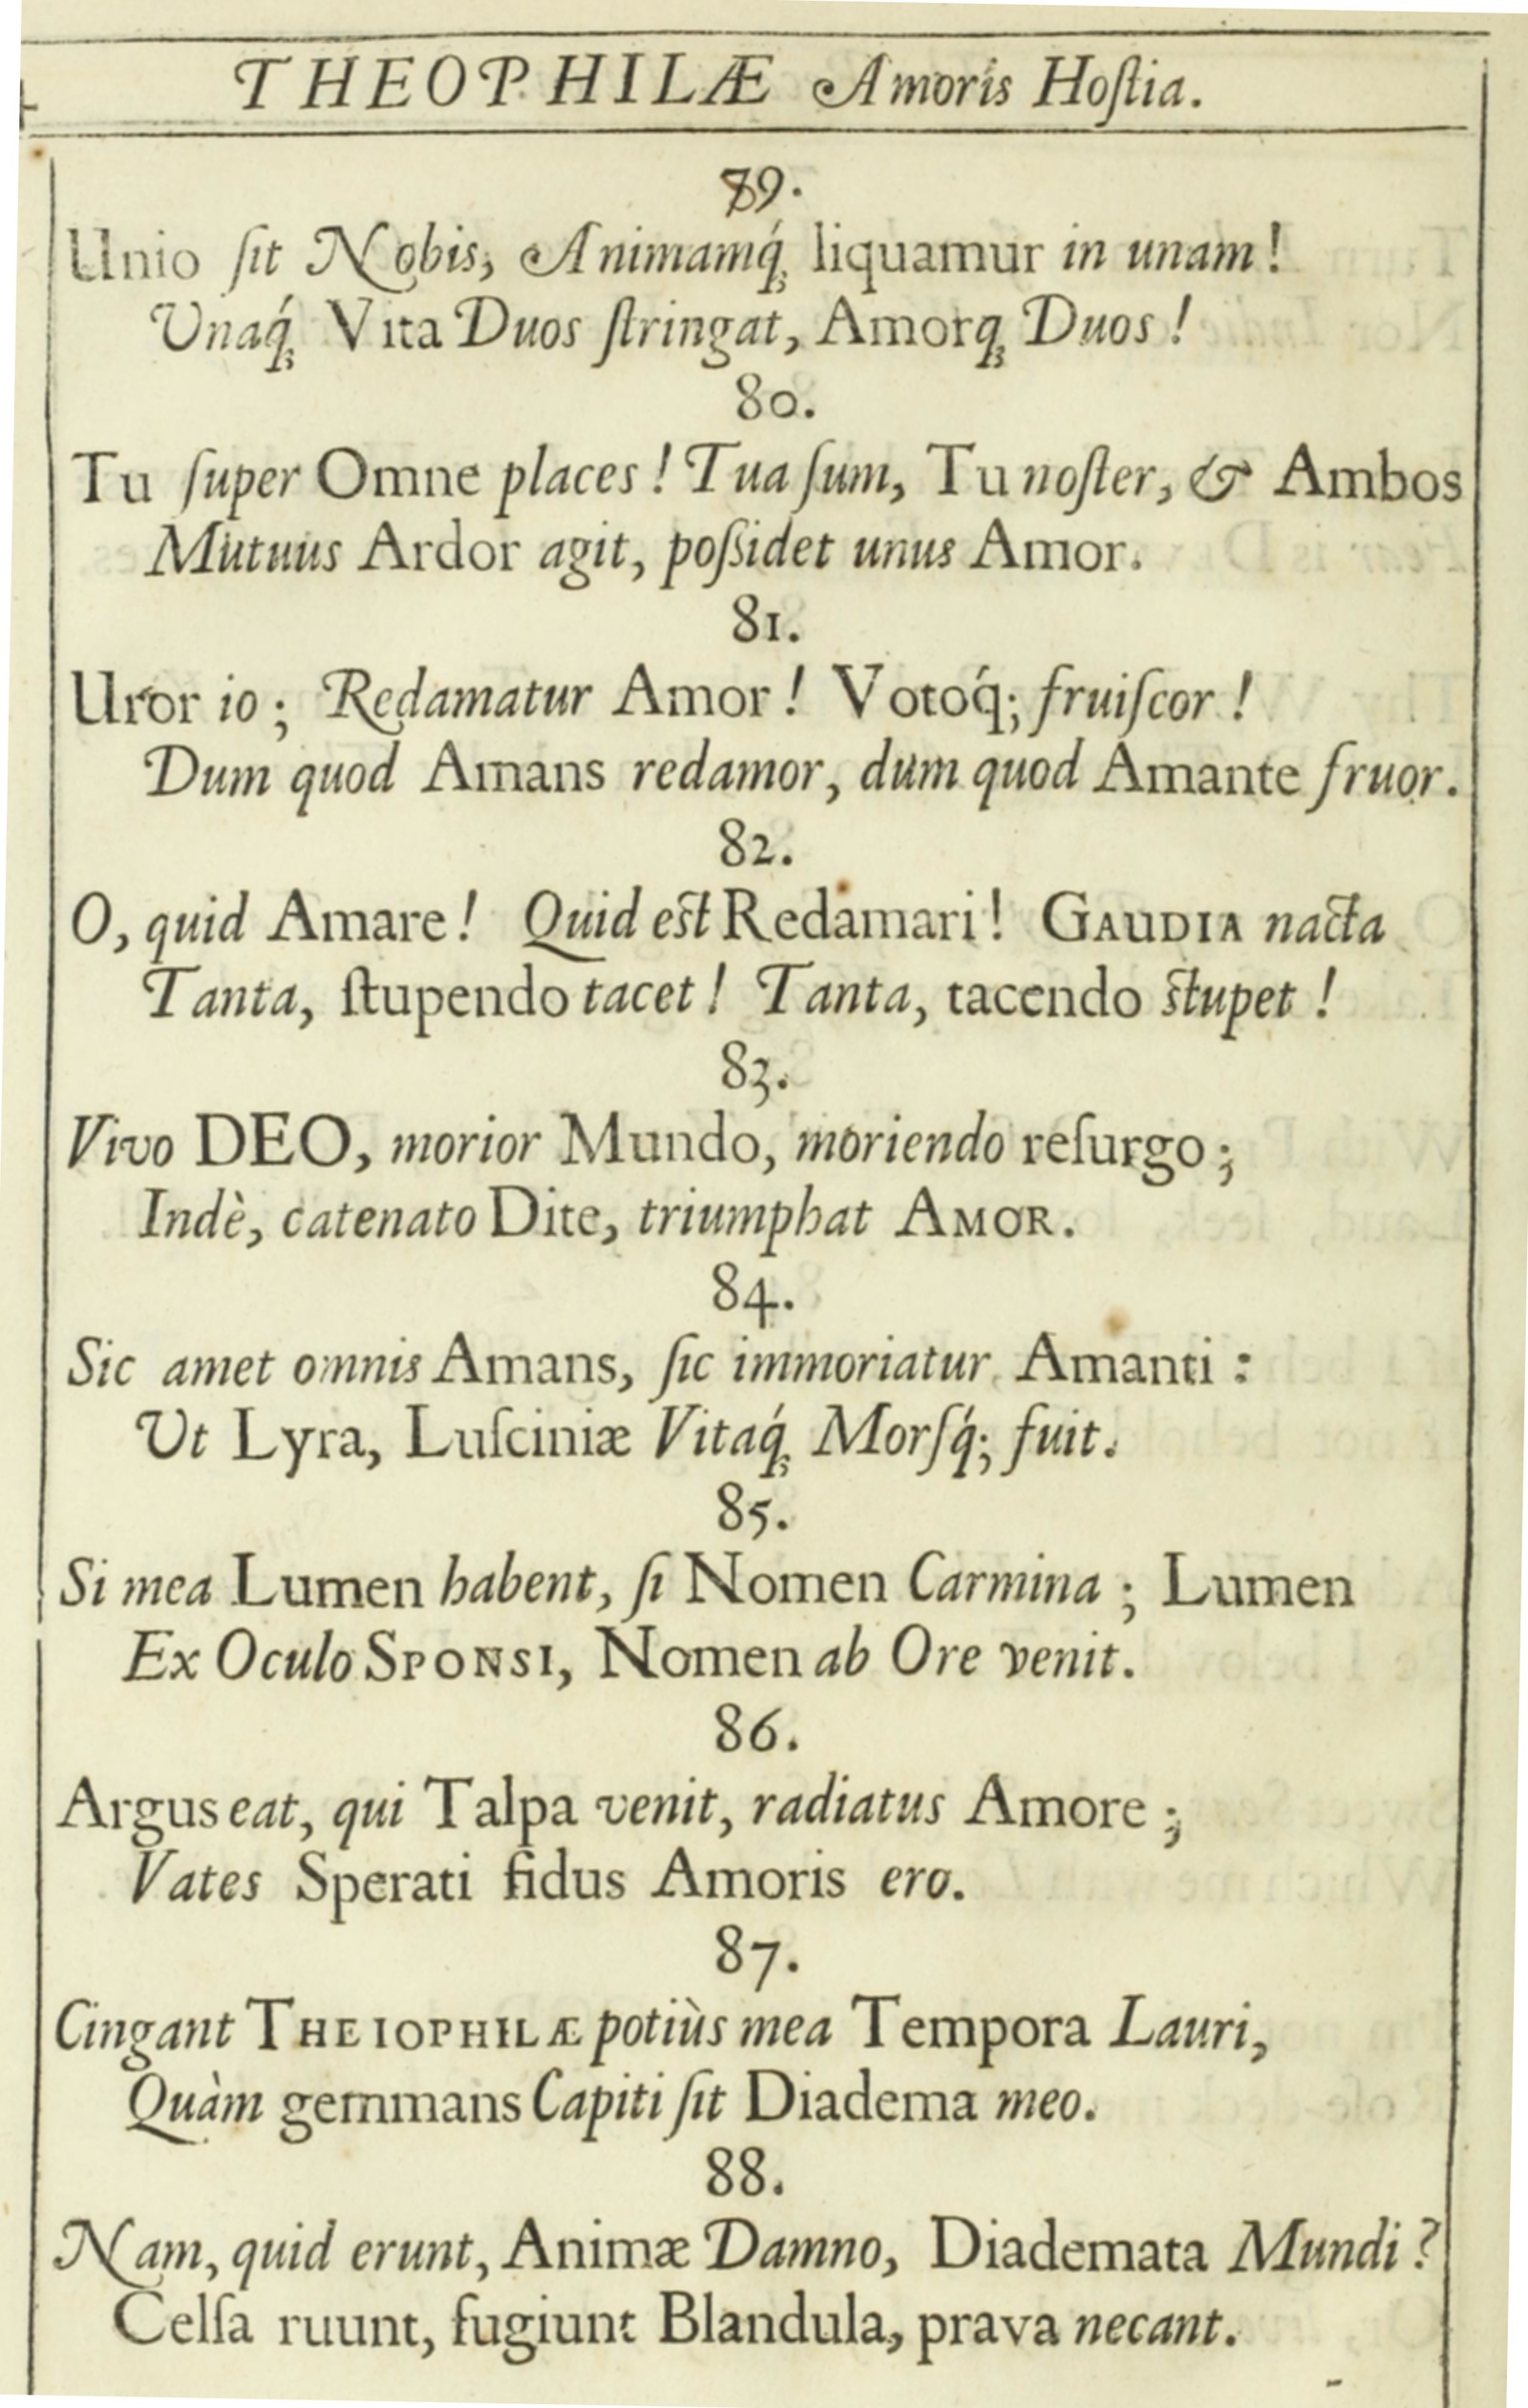 THEOPHILÆ Amoris Hoſtia.
79.
Unio ſit Nobis, Animamq́ꝫ liquamur in unam!
Unaq́ꝫ Vita Duos ſtringat, Amorqꝫ Duos!
80.
Tu ſuper Omne places! Tua ſum, Tu noſter, & Ambos
Mutuus Ardor agit, poſsidet unus Amor.
81.
Uror io; Redamatur Amor! Votoq́; fruiſcor!
Dum quod Amans redamor, dum quod Amante fruor.
82.
O, quid Amare! Quid eſt Redamari! GAUDIA nacta
Tanta, ſtupendo tacet! Tanta, tacendo ſtupet!
83.
Vivo DEO, morior Mundo, moriendo reſurgo;
Indè, catenato Dite, triumphat AMOR.
84.
Sic amet omnis Amans, ſic immoriatur Amanti:
Ut Lyra, Luſciniæ Vitaq́ꝫ Morſq́; fuit.
85.
Si mea Lumen habent, ſi Nomen Carmina; Lumen
Ex Oculo SPONSI, Nomen ab Ore venit.
86.
Argus eat, qui Talpa venit, radiatus Amore;
Vates Sperati fidus Amoris ero.
87.
Cingant THEIOPHILÆ potiùs mea Tempora Lauri,
Quàm gemmans Capiti ſit Diadema meo.
88.
Nam, quid erunt, Animæ Damno, Diademata Mundi?
Celſa ruunt, fugiunt Blandula, prava necant.